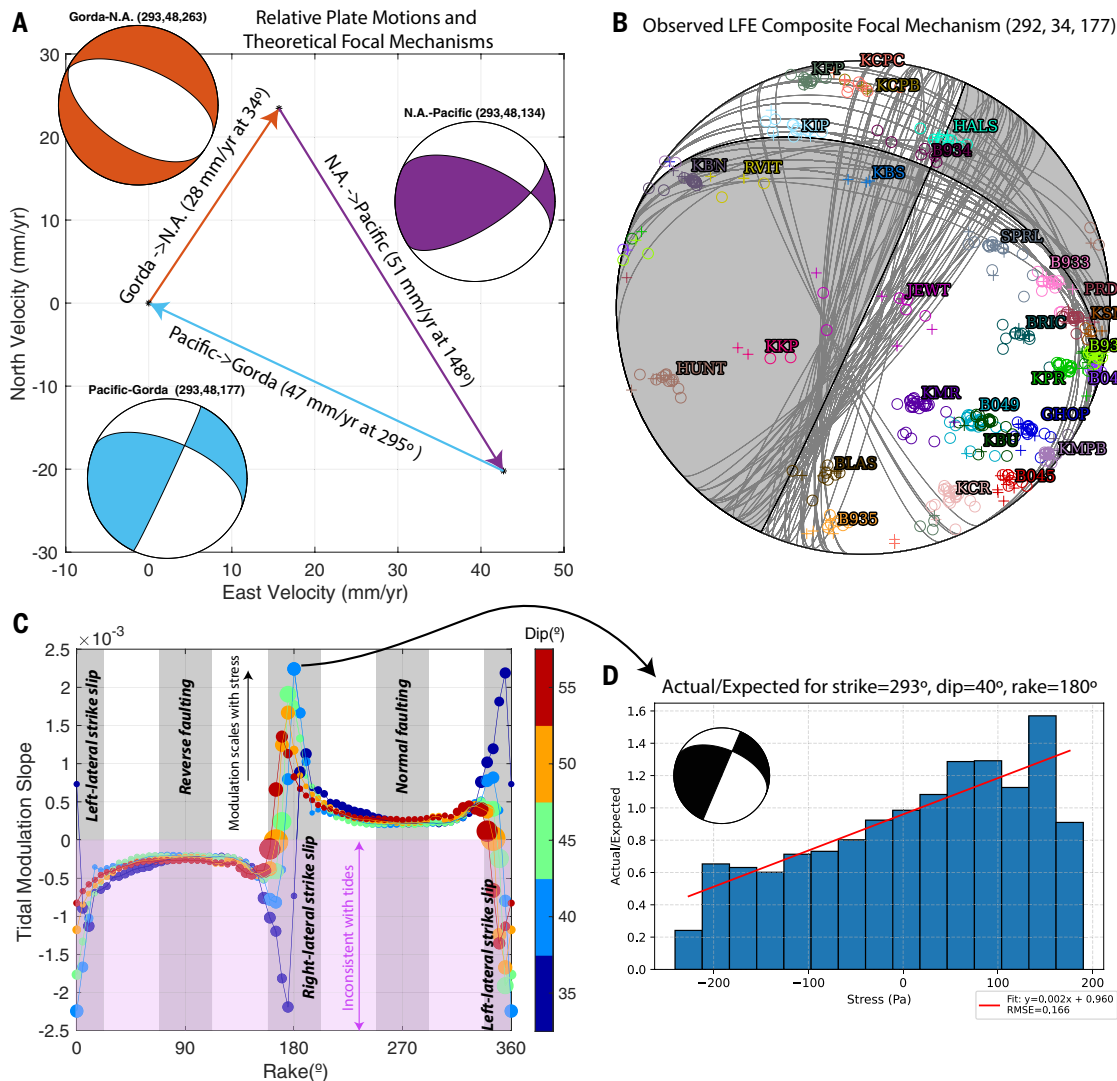 A
Relative Plate Motions and
Theoretical Focal Mechanisms
Gorda-N.A. (293,48,263)
N.A.-Pacific (293,48,134)
Gorda ->N.A. (28 mm/yr at 34º)
N.A. ->Pacific (51 mm/yr at 148º)
Pacific->Gorda (47 mm/yr at 295º )
Pacific-Gorda (293,48,177)
North Velocity (mm/yr)
30
20
10
0
-10
-20
-30
-10
0
10
20
30
40
50
East Velocity (mm/yr)
B
Observed LFE Composite Focal Mechanism (292, 34, 177)
KCPC
KFP
KCPB
KIP
HALS
B934
KBN
RVIT
KBS
SPRL
B933
PRD
JEWT
KSI
BRIC
B93
KKP
KPR
B04
HUNT
KMR
B049
GHOP
KBU
KMPB
BLAS
B045
KCR
B935
C
×10⁻³
Tidal Modulation Slope
2.5
2
1.5
1
0.5
0
0.5
1
-1.5
-2
-2.5
0
90
180
270
360
Rake(º)
Left-lateral strike slip
Reverse faulting
Modulation scales with stress
Right-lateral strike slip
Inconsistent with tides
Normal faulting
Left-lateral strike slip
Dip(º)
55
50
45
40
35
D
Actual/Expected for strike=293º, dip=40º, rake=180º
Actual/Expected
1.6
1.4
1.2
1.0
0.8
0.6
0.4
0.2
0.0
−200
−100
0
100
Stress (Pa)
Fit: y=0.002x + 0.960
RMSE=0.166